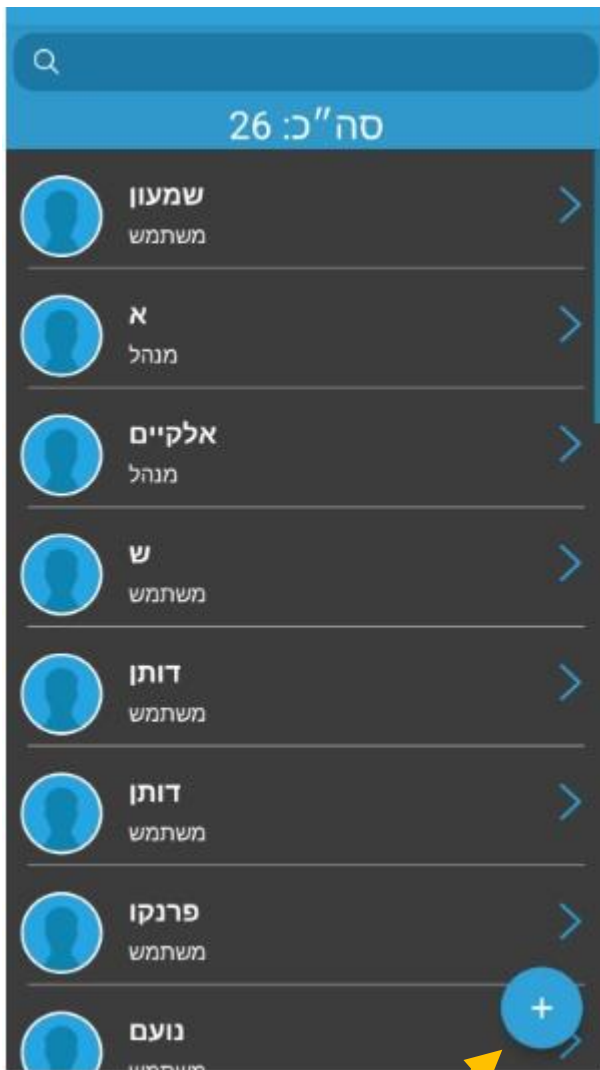 סה"כ: 26
שמעון
משתמש
א
מנהל
אלקיים
מנהל
ש
משתמש
דותן
משתמש
דותן
משתמש
פרנקו
משתמש
+
נועם